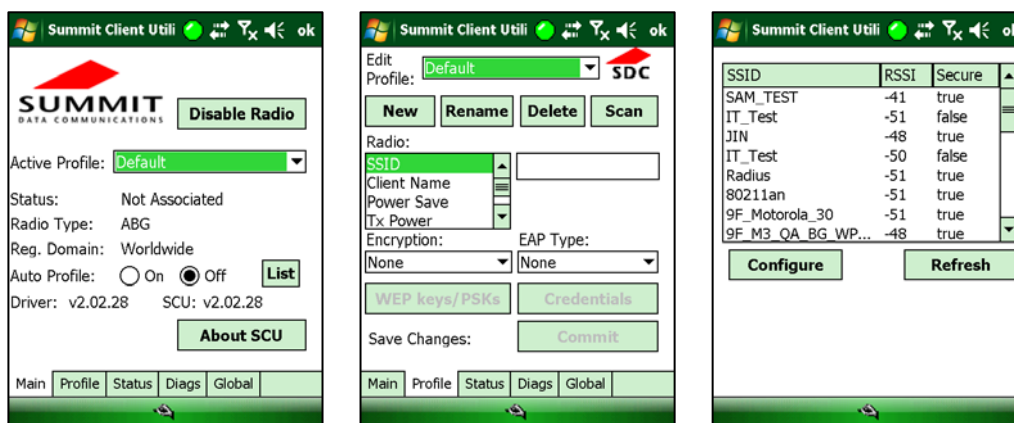 Summit Client Utili ok
SUMMIT
DATA COMMUNICATIONS
Disable Radio
Active Profile: Default
Status: Not Associated
Radio Type: ABG
Reg. Domain: Worldwide
Auto Profile: On Off List
Driver: v2.02.28 SCU: v2.02.28
About SCU
Main Profile Status Diags Global
Summit Client Utili ok
Edit
Profile: Default SDC
New Rename Delete Scan
Radio:
SSID
Client Name
Power Save
Tx Power
Encryption: EAP Type:
None None
WEP keys/PSKs Credentials
Save Changes: Commit
Main Profile Status Diags Global
Summit Client Utili ok
SSID RSSI Secure
SAM_TEST -41 true
IT_Test -51 false
JIN -48 true
IT_Test -50 false
Radius -51 true
80211an -51 true
9F_Motorola_30 -51 true
9F_M3_QA_BG_WP... -48 true
Configure Refresh